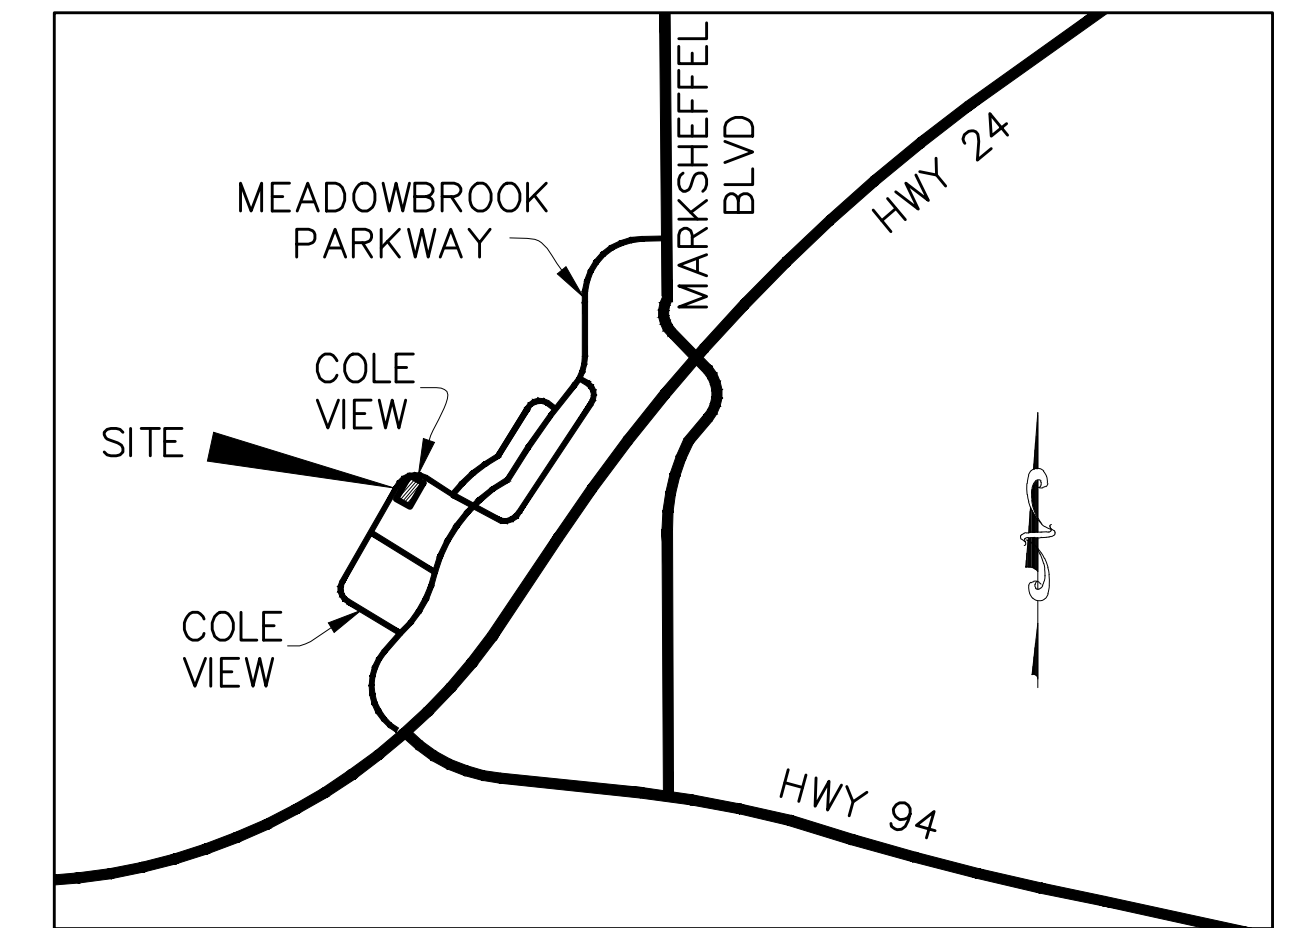 MARKSHEFFEL
BLVD
HWY 24
MEADOWBROOK
PARKWAY
COLE
VIEW
SITE
COLE
VIEW
HWY 94